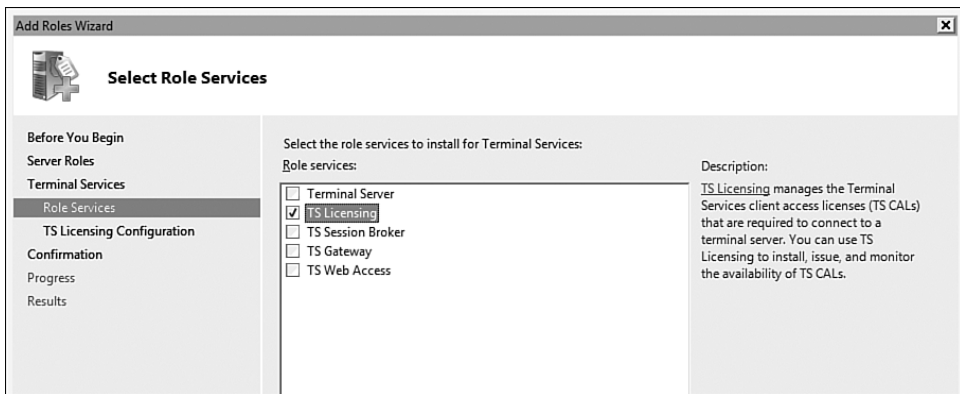 Add Roles Wizard
Select Role Services
Before You Begin
Server Roles
Terminal Services
Role Services
TS Licensing Configuration
Confirmation
Progress
Results
Select the role services to install for Terminal Services:
Role services:
Terminal Server
TS Licensing
TS Session Broker
TS Gateway
TS Web Access
Description:
TS Licensing manages the Terminal
Services client access licenses (TS CALs)
that are required to connect to a
terminal server. You can use TS
Licensing to install, issue, and monitor
the availability of TS CALs.